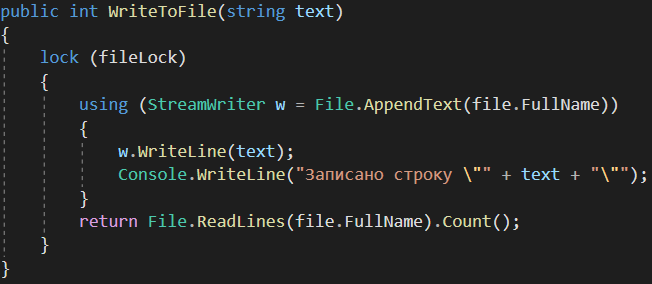 public int WriteToFile(string text)
{
    lock (fileLock)
    {
        using (StreamWriter w = File.AppendText(file.FullName))
        {
            w.WriteLine(text);
            Console.WriteLine("Записано строку \"" + text + "\"");
        }
        return File.ReadLines(file.FullName).Count();
    }
}